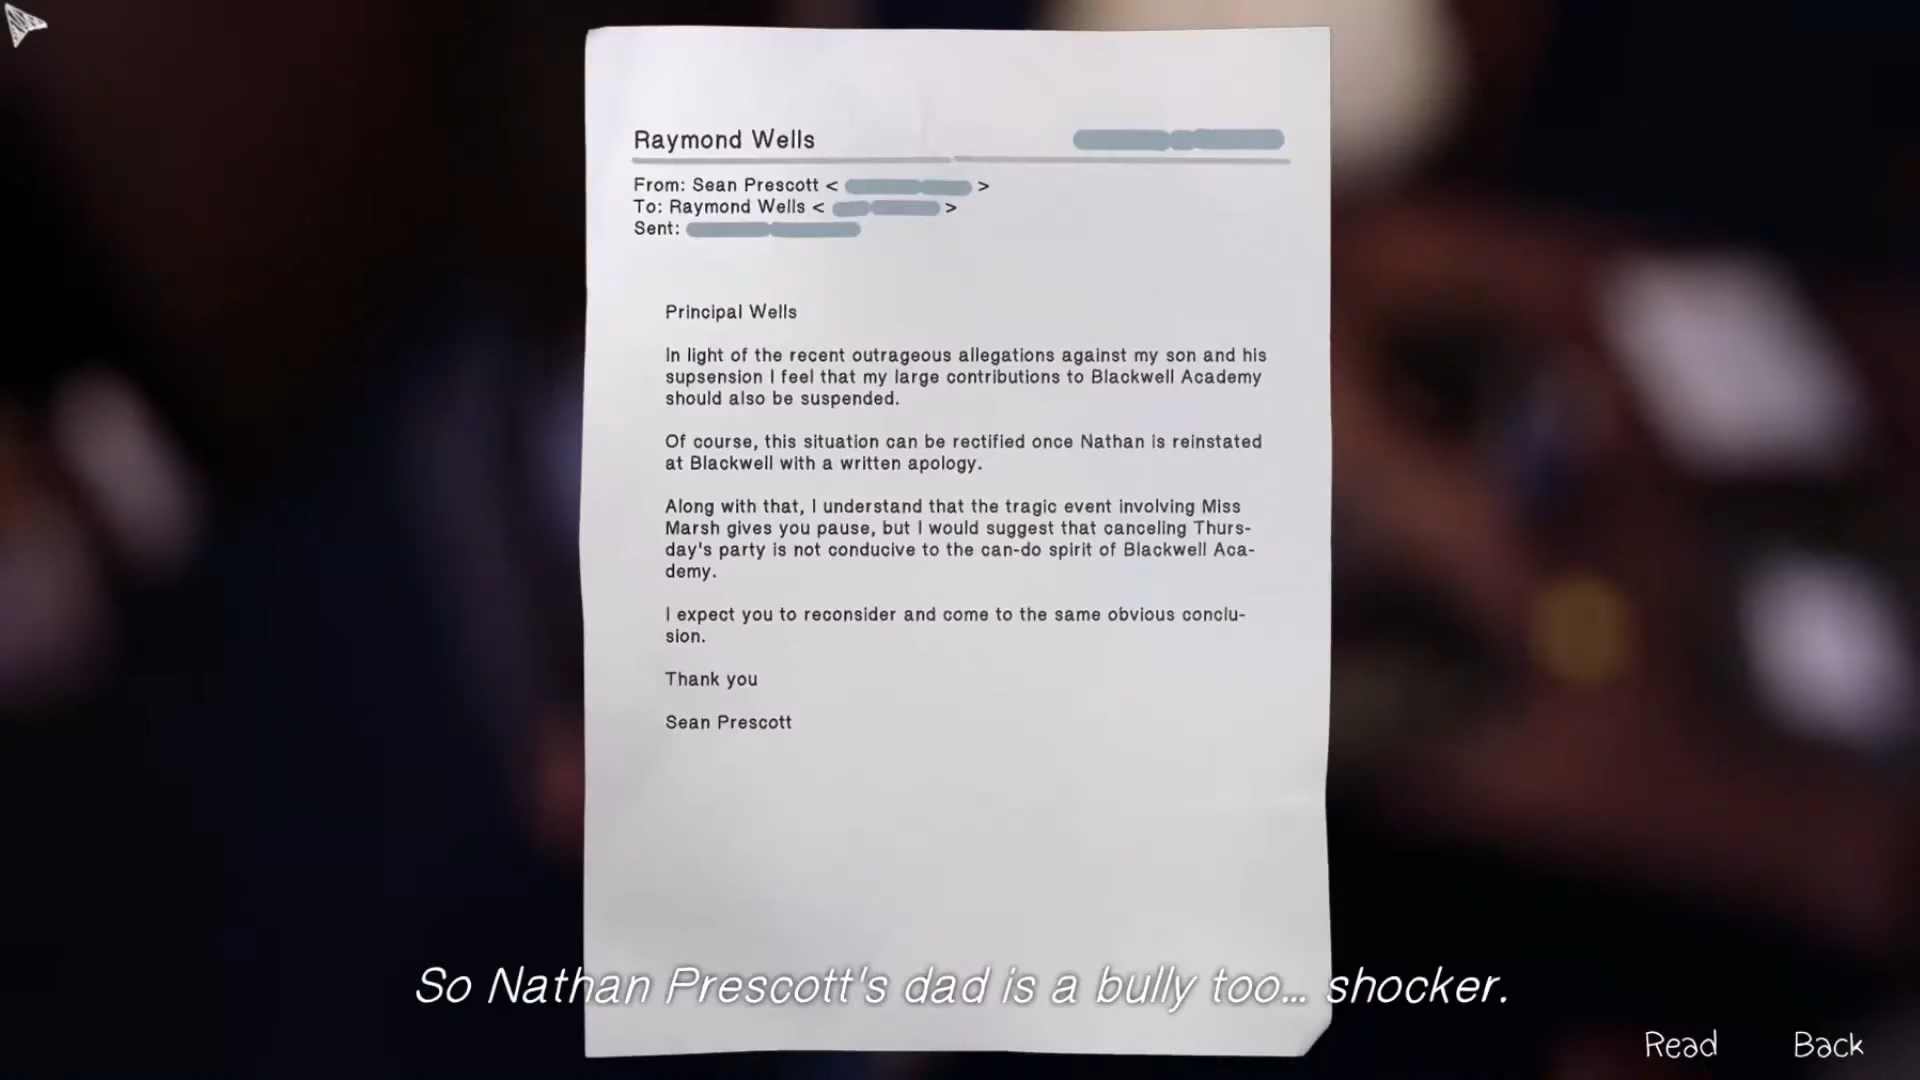 Raymond Wells
From: Sean Prescott < >
To: Raymond Wells < >
Sent:
Principal Wells
In light of the recent outrageous allegations against my son and his
supsension I feel that my large contributions to Blackwell Academy
should also be suspended.
Of course, this situation can be rectified once Nathan is reinstated
at Blackwell with a written apology.
Along with that, I understand that the tragic event involving Miss
Marsh gives you pause, but I would suggest that canceling Thurs-
day's party is not conducive to the can-do spirit of Blackwell Aca-
demy.
I expect you to reconsider and come to the same obvious conclu-
sion.
Thank you
Sean Prescott
So Nathan Prescott's dad is a bully too... shocker.
Read Back